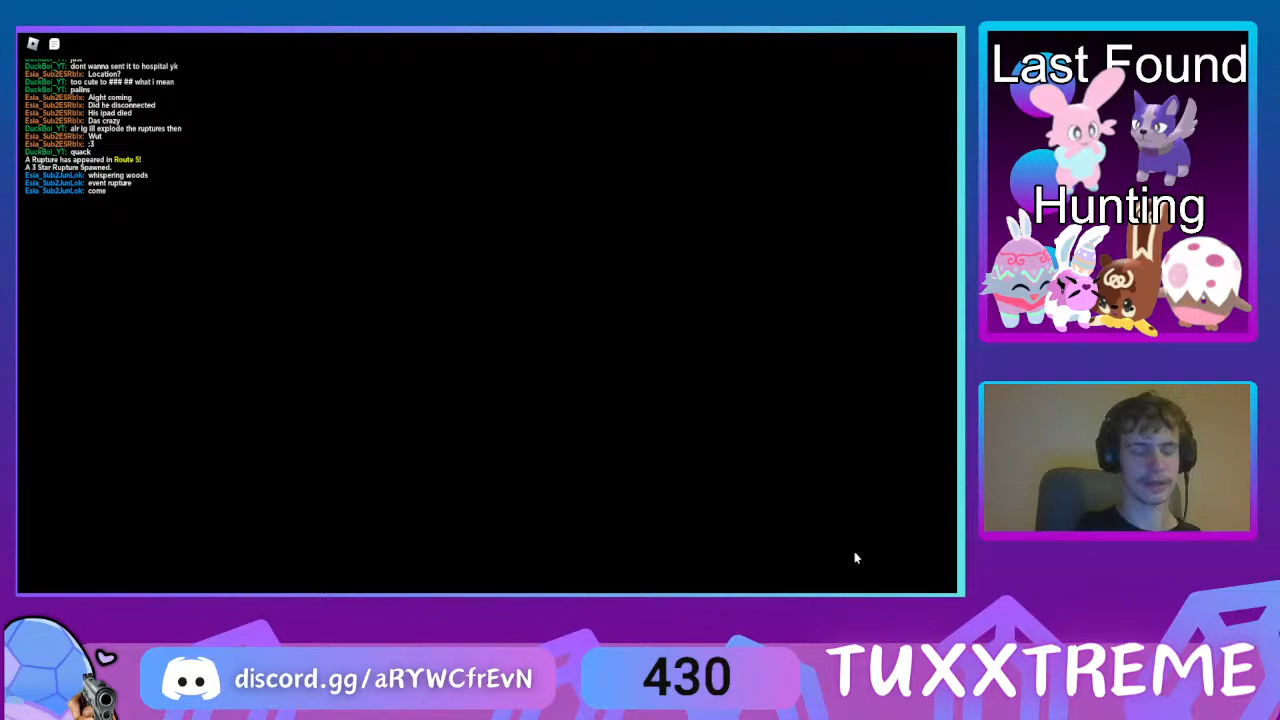 DuckBoi_YT: dont wanna sent it to hospital yk
Esia_Sub2ESRblx: Location?
DuckBoi_YT: too cute to ### ## what i mean
DuckBoi_YT: palins
Esia_Sub2ESRblx: Aight coming
Esia_Sub2ESRblx: Did he disconnected
Esia_Sub2ESRblx: His ipad died
Esia_Sub2ESRblx: Das crazy
DuckBoi_YT: alr ig ill explode the ruptures then
Esia_Sub2ESRblx: Wut
Esia_Sub2ESRblx: :3
DuckBoi_YT: quack
A Rupture has appeared in Route 5!
A 3 Star Rupture Spawned.
Esia_Sub2JunLok: whispering woods
Esia_Sub2JunLok: event rupture
Esia_Sub2JunLok: come
Last Found
Hunting
discord.gg/aRYWCfrEvN
430
TUXXTREME